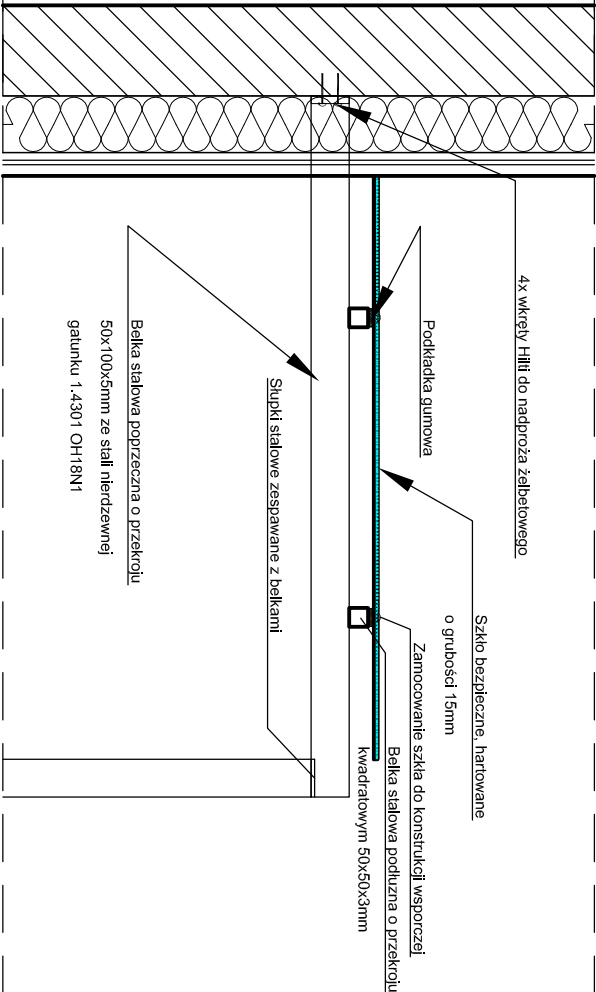 4x wkręty Hilti do nadproża żelbetowego
Szkło bezpieczne, hartowane
o grubości 15mm
Podkładka gumowa
Zamocowanie szkła do konstrukcji wsporczej
Belka stalowa podłużna o przekroju
kwadratowym 50x50x3mm
Słupki stalowe zespawane z belkami
Belka stalowa poprzeczna o przekroju
50x100x5mm ze stali nierdzewnej
gatunku 1.4301 OH18N1